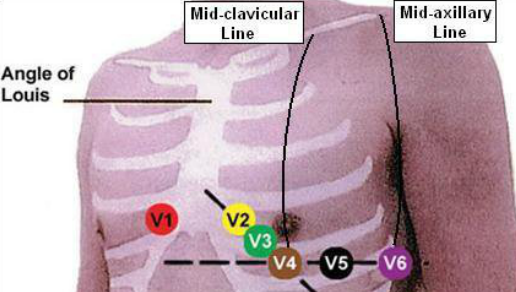 Mid-clavicular
Line
Mid-axillary
Line
Angle of
Louis
V1
V2
V3
V4
V5
V6